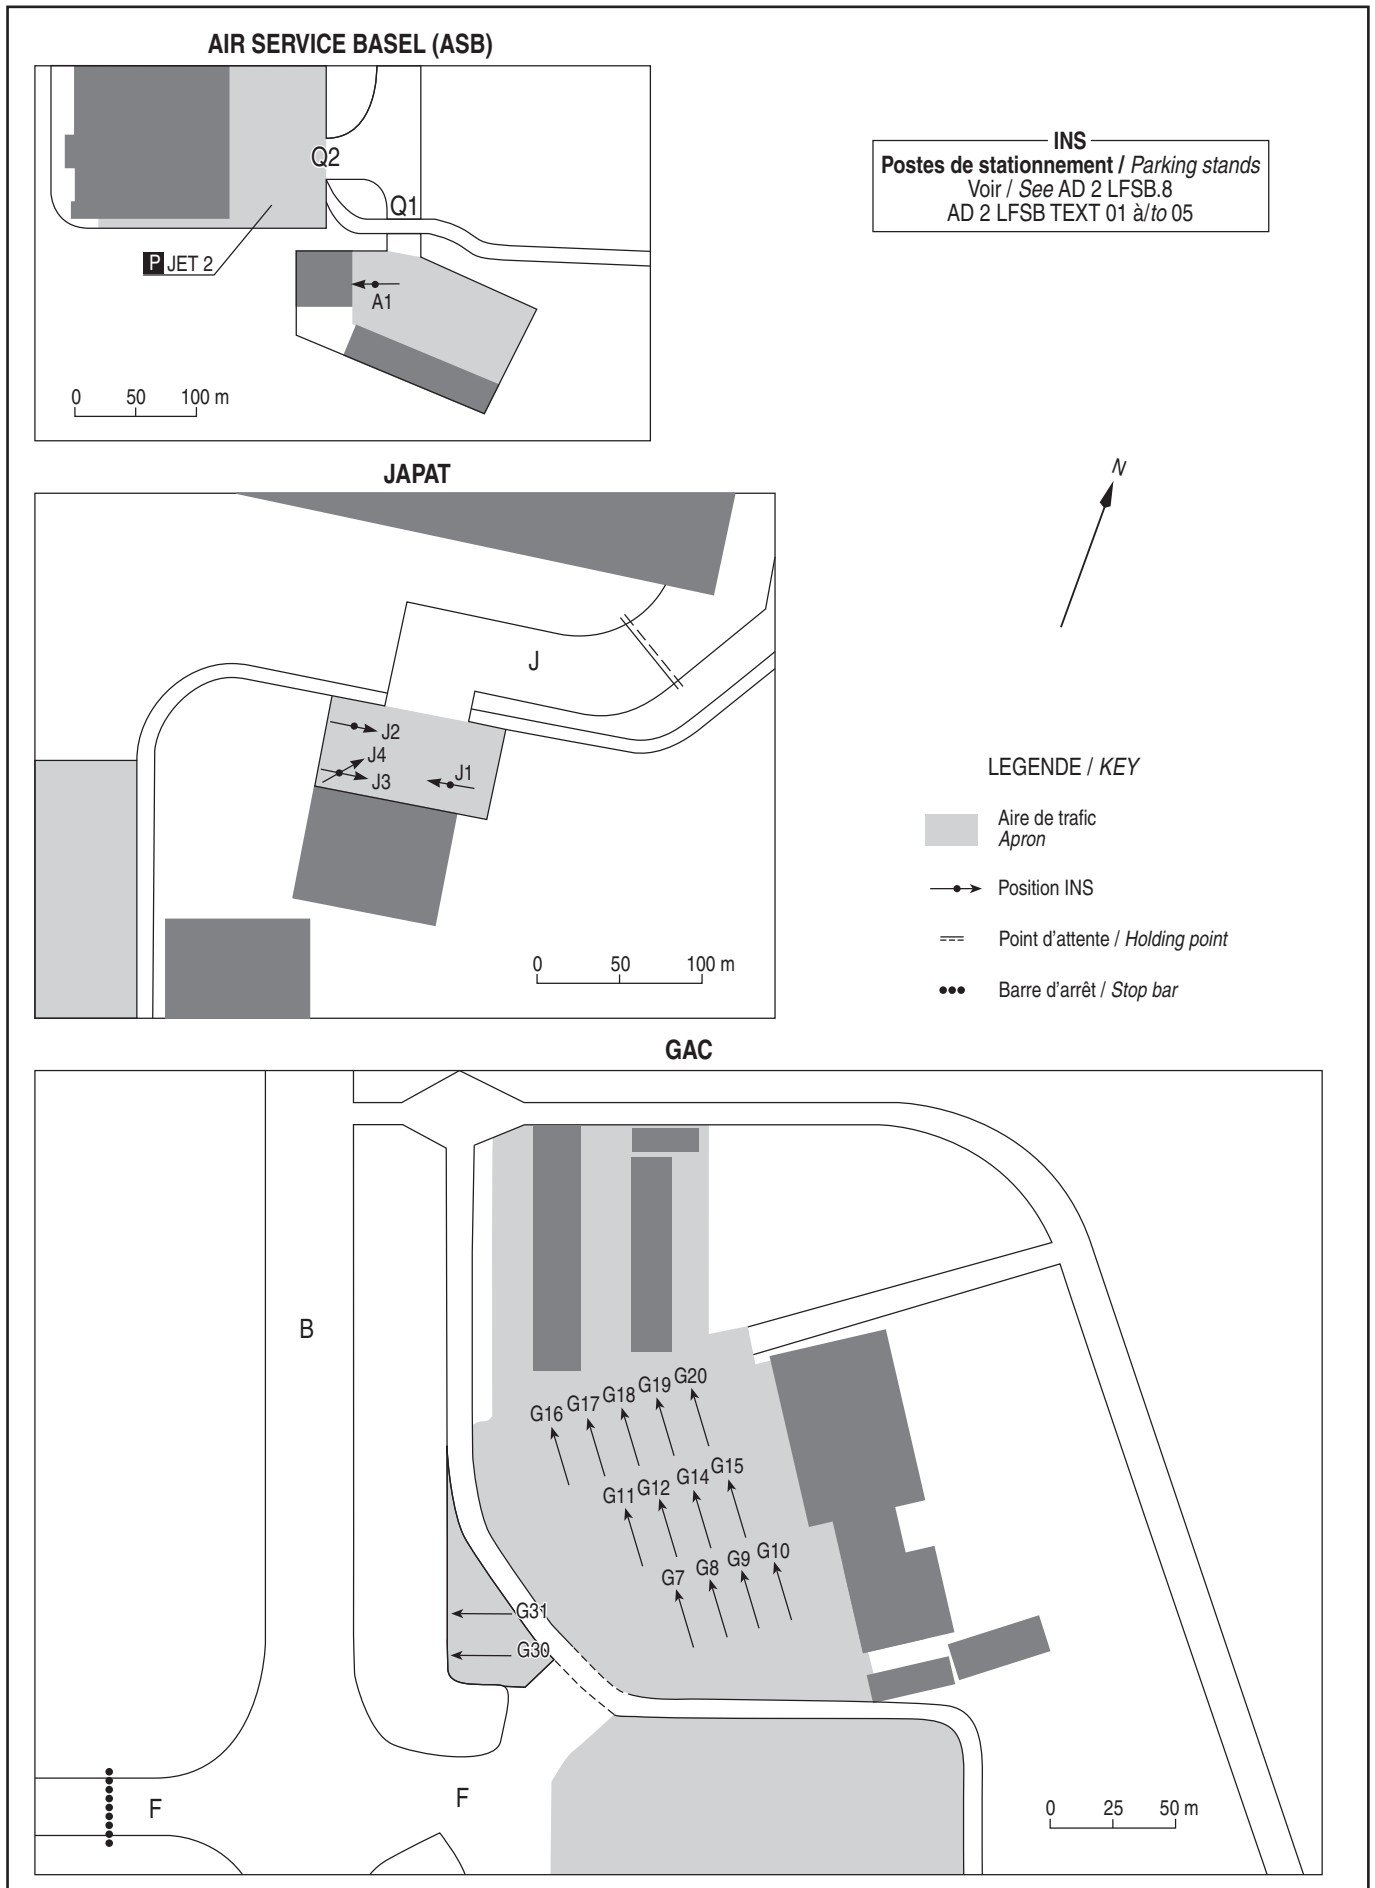 AIR SERVICE BASEL (ASB)
Q2
Q1
P JET 2
A1
0 50 100 m
INS
Postes de stationnement / Parking stands
Voir / See AD 2 LFSB.8
AD 2 LFSB TEXT 01 à/to 05
N
JAPAT
J
J2
J4
J3
J1
0 50 100 m
LEGENDE / KEY
Aire de trafic
Apron
Position INS
Point d'attente / Holding point
Barre d'arrêt / Stop bar
GAC
B
G16 G17 G18 G19 G20
G11 G12 G14 G15
G7 G8 G9 G10
G31
G30
F
F
0 25 50 m